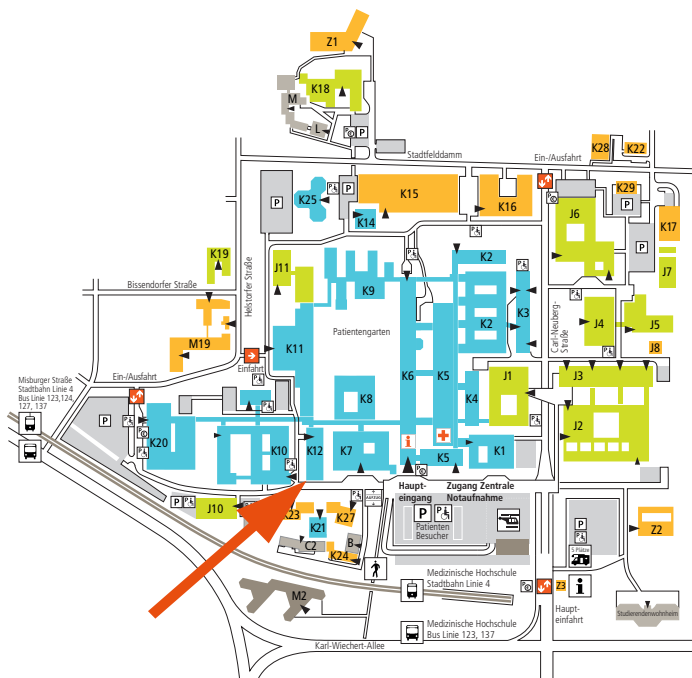 Z1
K18
M
L
P
Stadtfelddamm
Ein-/Ausfahrt
K28
K22
K25
P
P
K15
K16
K29
K14
J6
P
K17
P
K19
J11
Helstorfer Straße
Bissendorfer Straße
K9
K2
K3
J7
M19
Patientengarten
K2
Carl-Neuberg-
Straße
J4
J5
K11
K6
K5
J8
Einfahrt
Misburger Straße
Stadtbahn Linie 4
Bus Linie 123,124,
127, 137
Ein-/Ausfahrt
K8
K4
J1
J3
J2
P
K20
K10
K12
K7
i
K5
K1
Haupt-
eingang
Zugang Zentrale
Notaufnahme
P
J10
K23
K21
K27
C2
B
K24
P
Patienten
Besucher
P
5 Plätze
Z2
M2
Medizinische Hochschule
Stadtbahn Linie 4
Z3
i
Haupt-
einfahrt
Studierendenwohnheim
Medizinische Hochschule
Bus Linie 123, 137
Karl-Wiechert-Allee